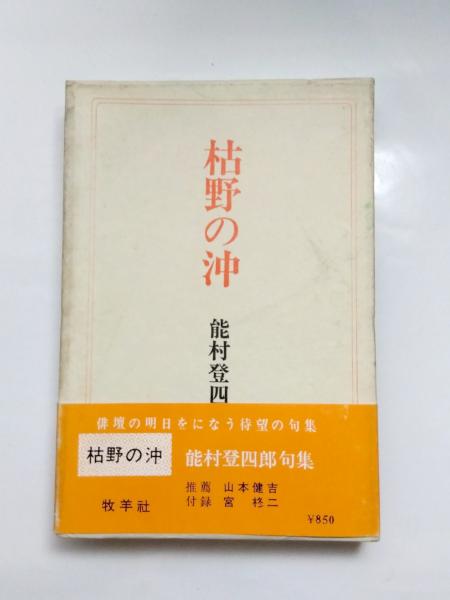 枯野の沖
能村登四
俳壇の明日をになう待望の句集
枯野の沖
能村登四郎句集
推薦 山本健吉
付録 宮 柊二
牧羊社
¥850